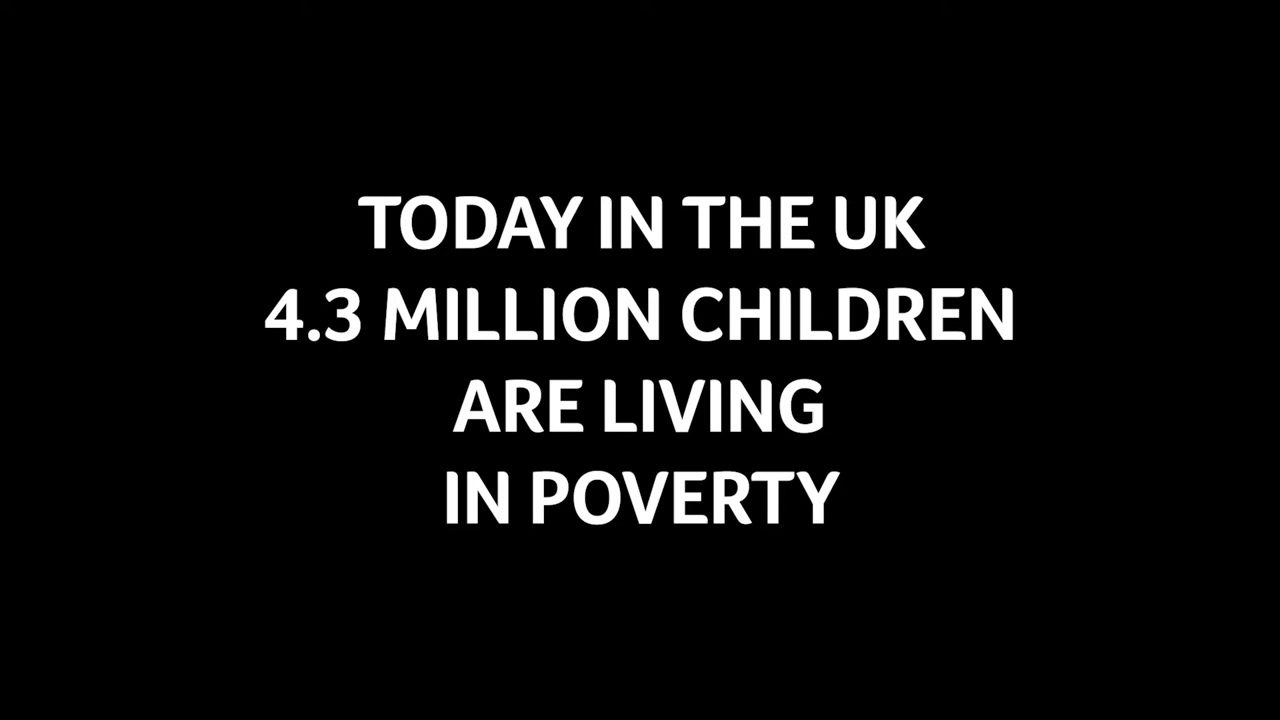 TODAY IN THE UK
4.3 MILLION CHILDREN
ARE LIVING
IN POVERTY